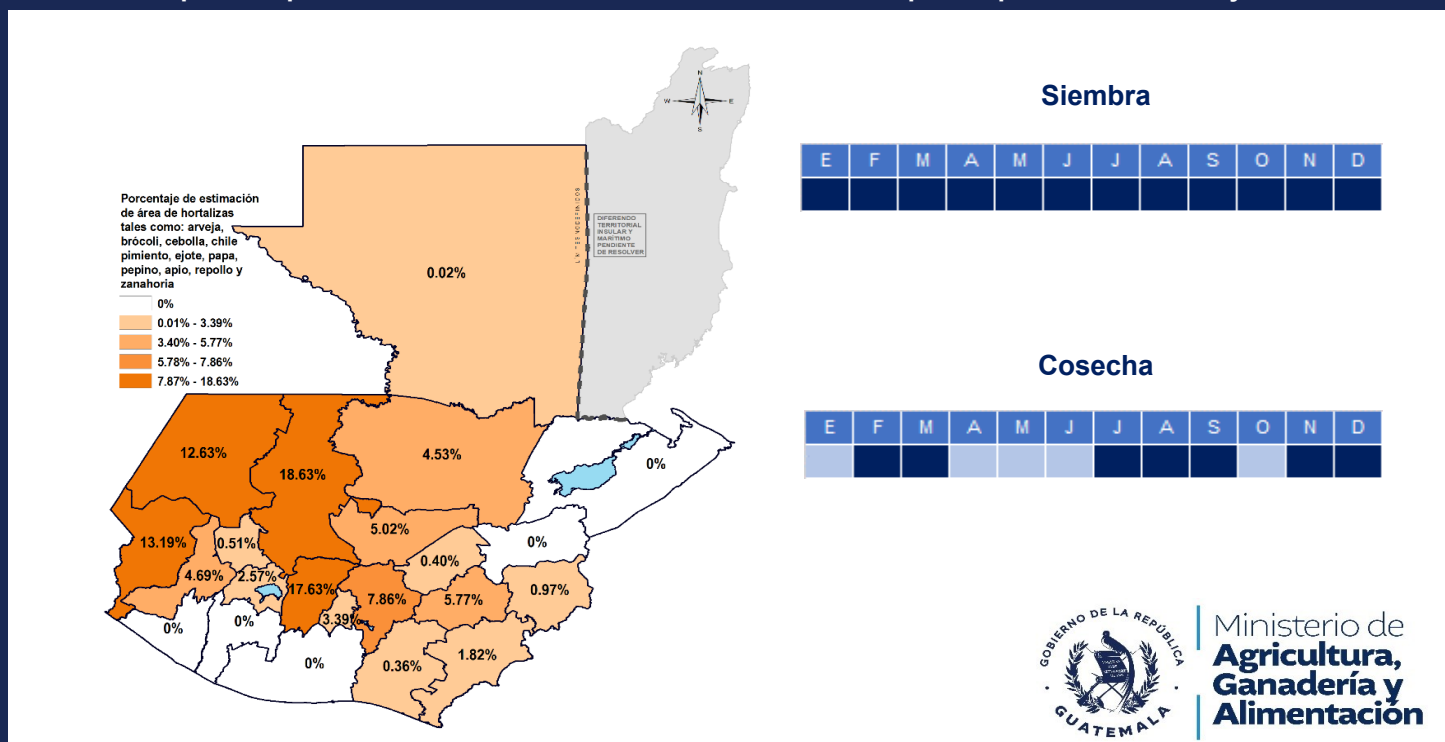 Siembra
E F M A M J J A S O N D
Cosecha
E F M A M J J A S O N D
N
W E
S
Porcentaje de estimación
de área de hortalizas
tales como: arveja,
brócoli, cebolla, chile
pimiento, ejote, papa,
pepino, apio, repollo y
zanahoria
0%
0.01% - 3.39%
3.40% - 5.77%
5.78% - 7.86%
7.87% - 18.63%
DIFERENDO
TERRITORIAL
INSULAR Y
MARÍTIMO
PENDIENTE
DE RESOLVER
0.02%
12.63%
18.63%
4.53%
0%
13.19%
0.51%
5.02%
0%
4.69%
2.57%
17.63%
0.40%
0.97%
7.86%
5.77%
3.39%
0%
0%
0%
0.36%
1.82%
GOBIERNO DE LA REPÚBLICA
GUATEMALA
Ministerio de
Agricultura,
Ganadería y
Alimentación